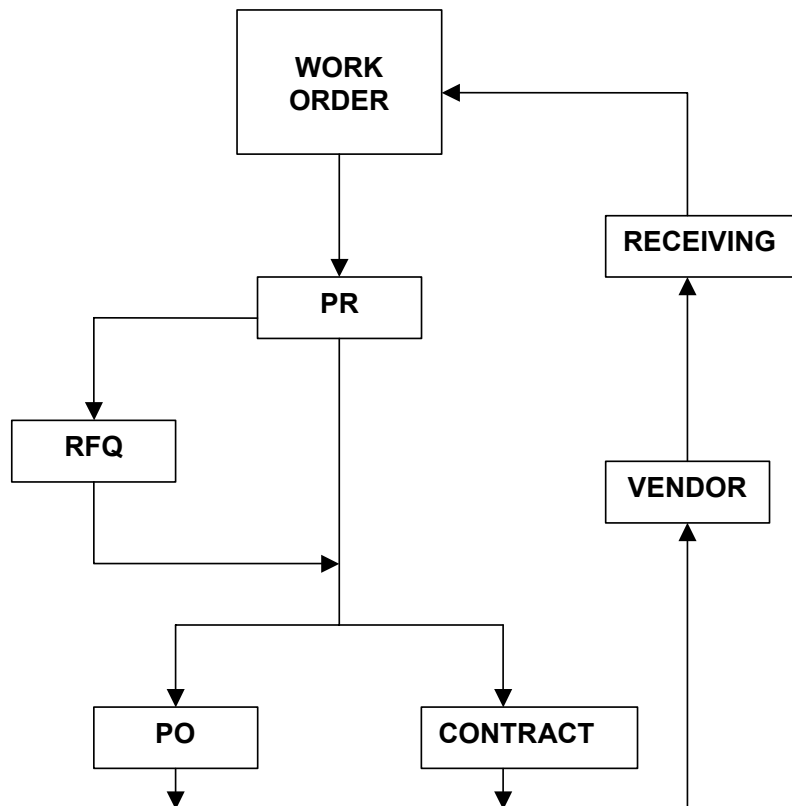 WORK
ORDER
RECEIVING
PR
RFQ
VENDOR
PO
CONTRACT